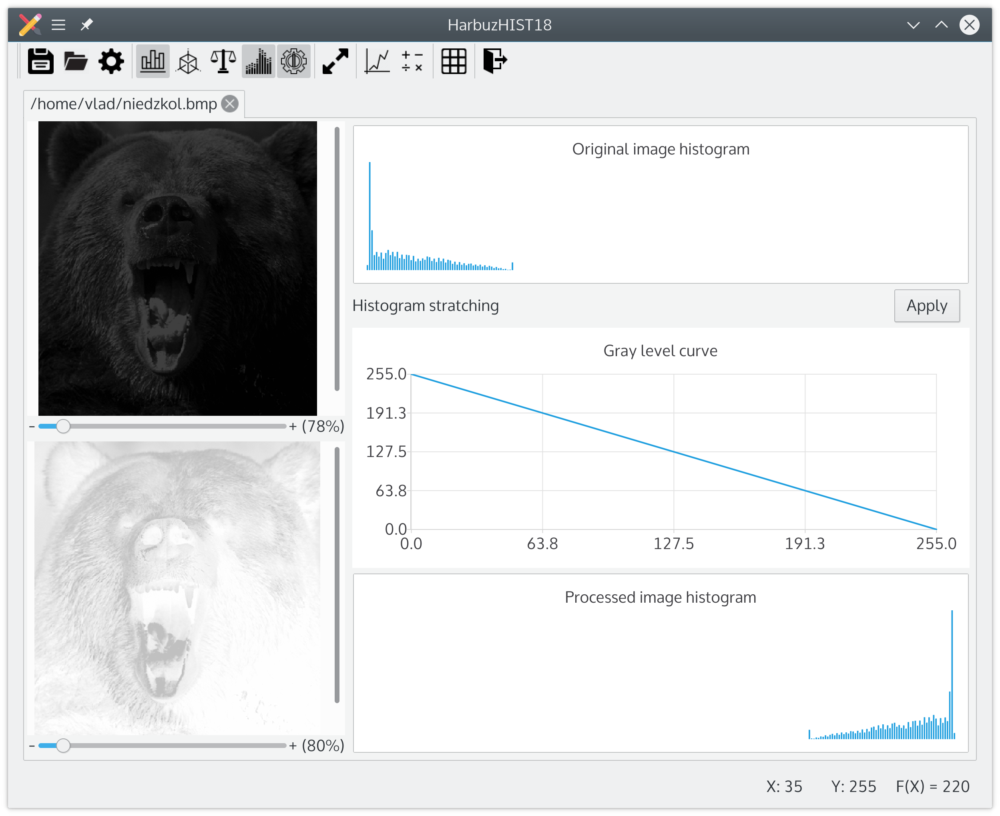 HarbuzHIST18
/home/vlad/niedzkol.bmp
Original image histogram
Histogram stratching
Apply
Gray level curve
255.0
191.3
127.5
63.8
0.0
0.0 63.8 127.5 191.3 255.0
- + (78%)
Processed image histogram
- + (80%)
X: 35 Y: 255 F(X) = 220